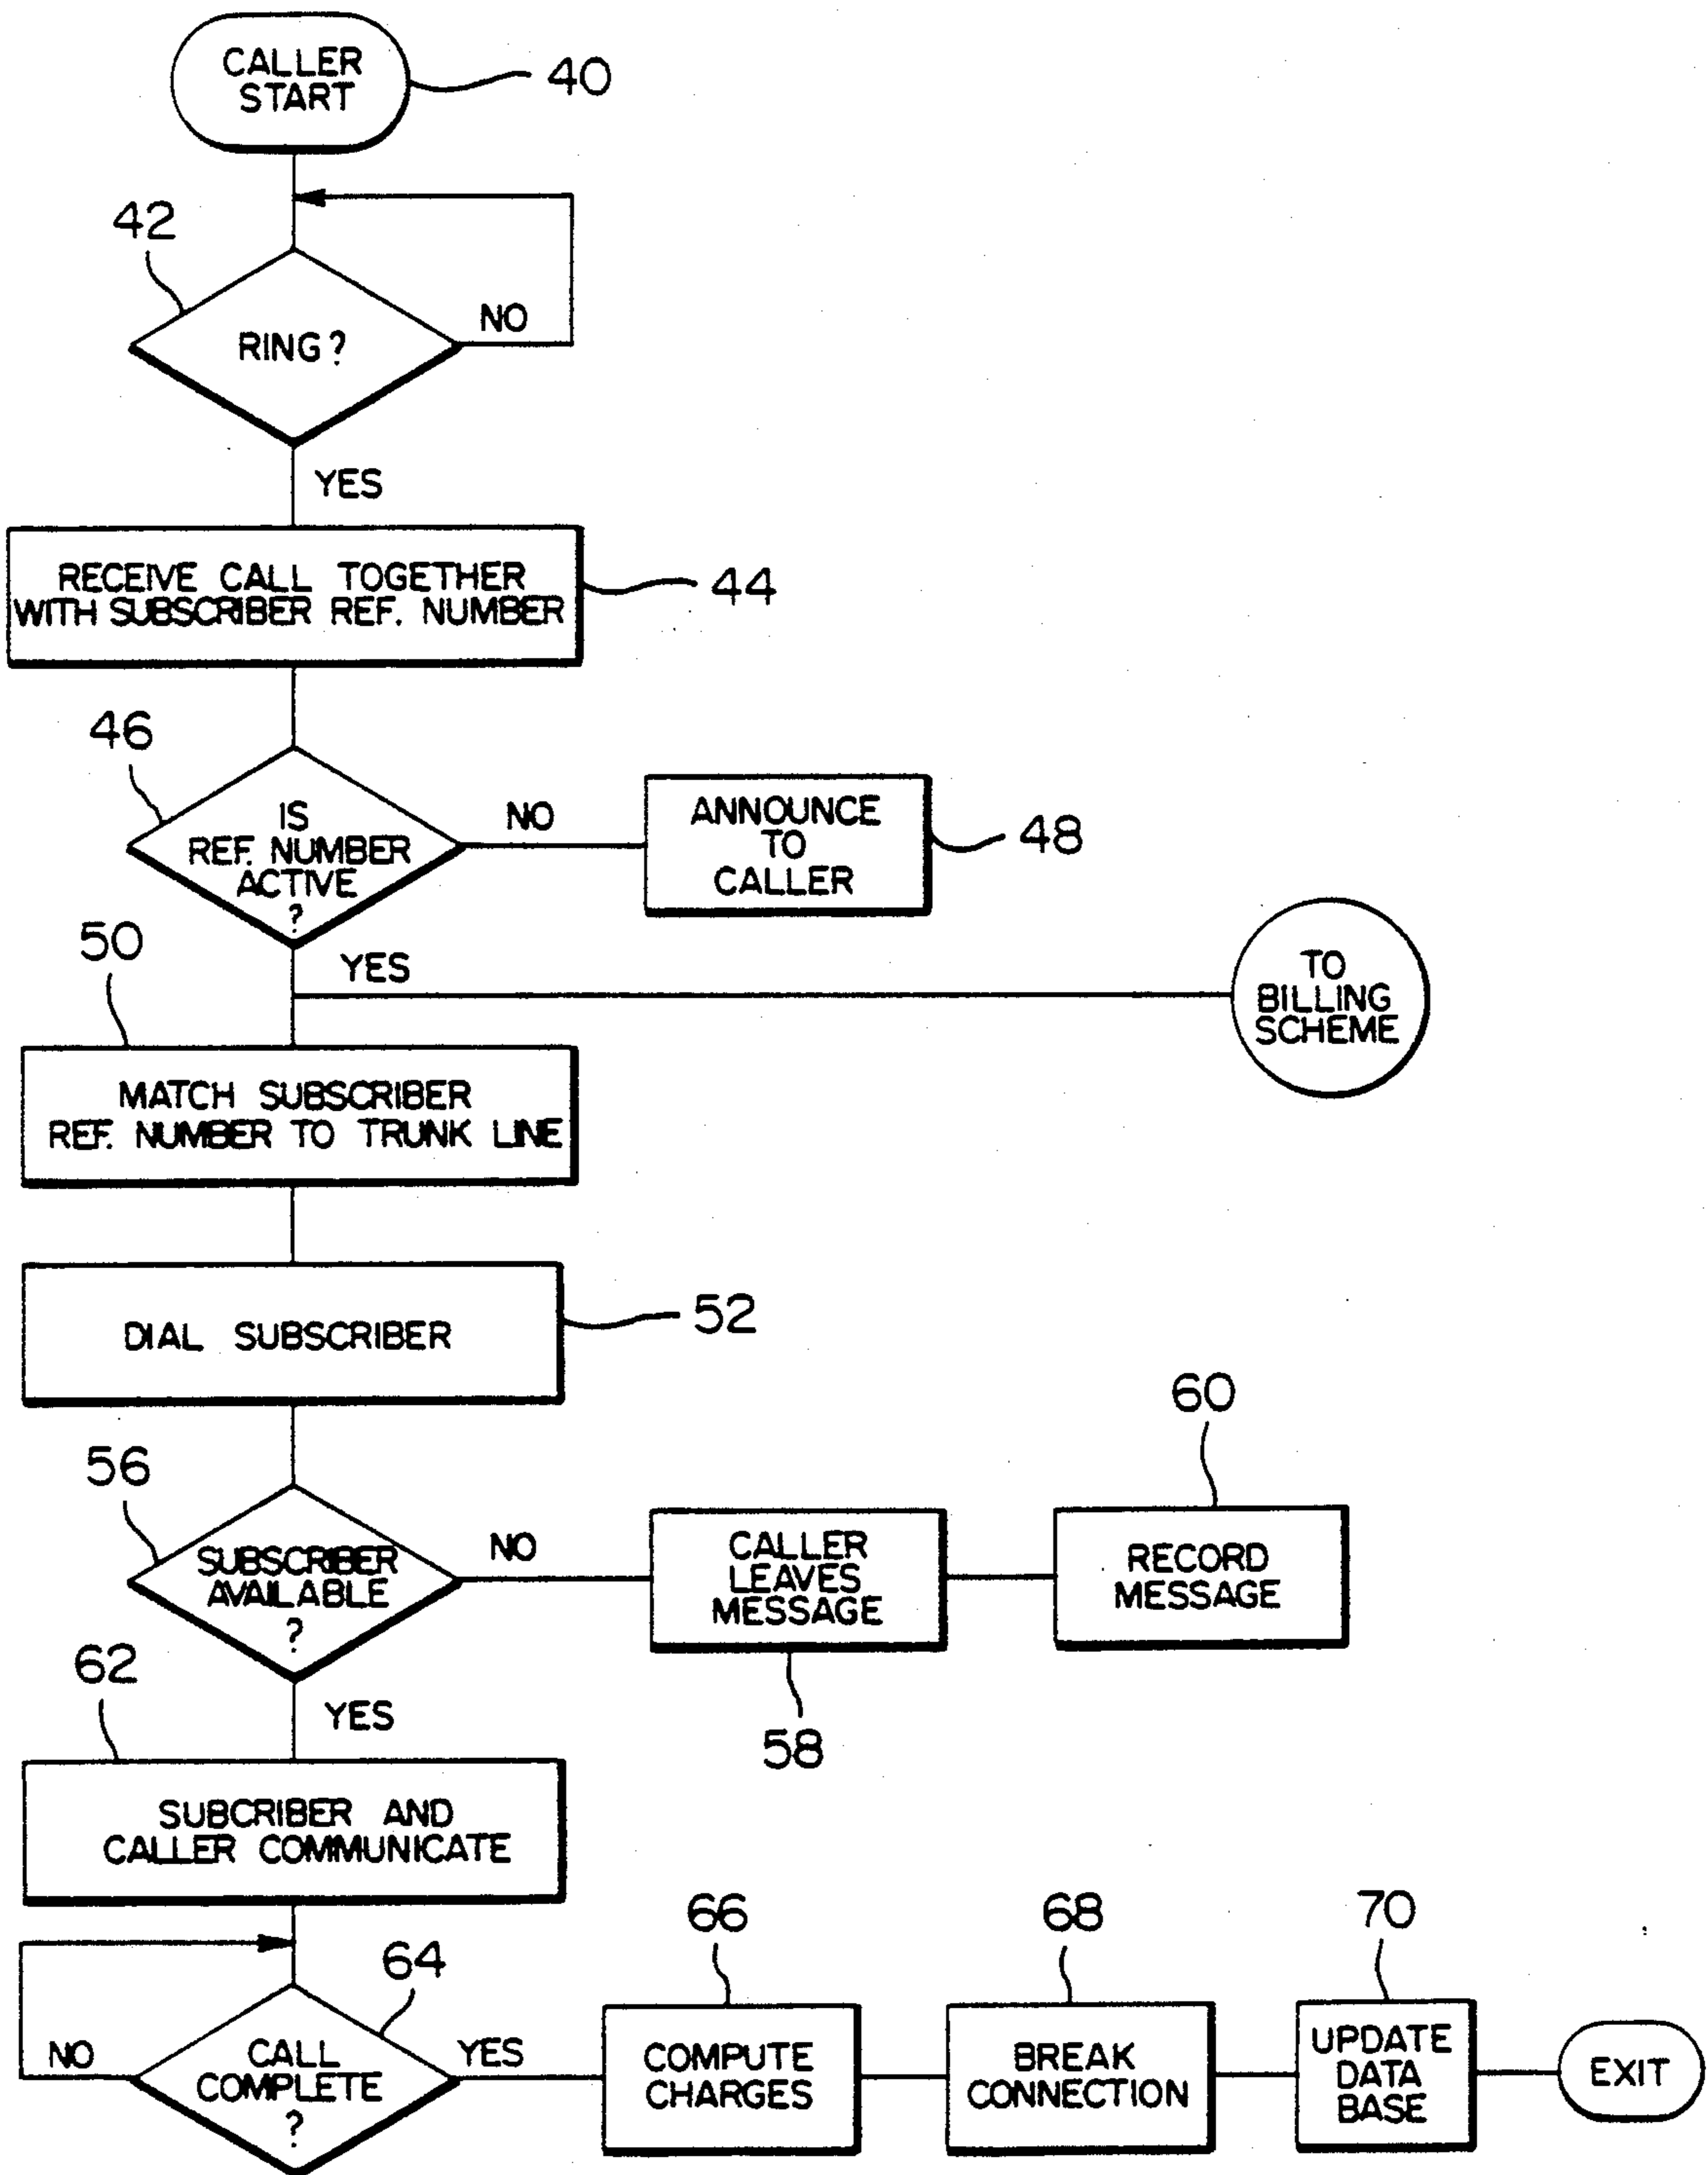 CALLER
START
40
42
RING?
NO
YES
RECEIVE CALL TOGETHER
WITH SUBSCRIBER REF. NUMBER
44
46
IS
REF. NUMBER
ACTIVE
?
NO
ANNOUNCE
TO
CALLER
48
YES
TO
BILLING
SCHEME
50
MATCH SUBSCRIBER
REF. NUMBER TO TRUNK LINE
DIAL SUBSCRIBER
52
56
SUBSCRIBER
AVAILABLE
?
NO
CALLER
LEAVES
MESSAGE
58
60
RECORD
MESSAGE
YES
62
SUBCRIBER AND
CALLER COMMUNICATE
64
CALL
COMPLETE
?
NO
YES
66
COMPUTE
CHARGES
68
BREAK
CONNECTION
70
UPDATE
DATA
BASE
EXIT